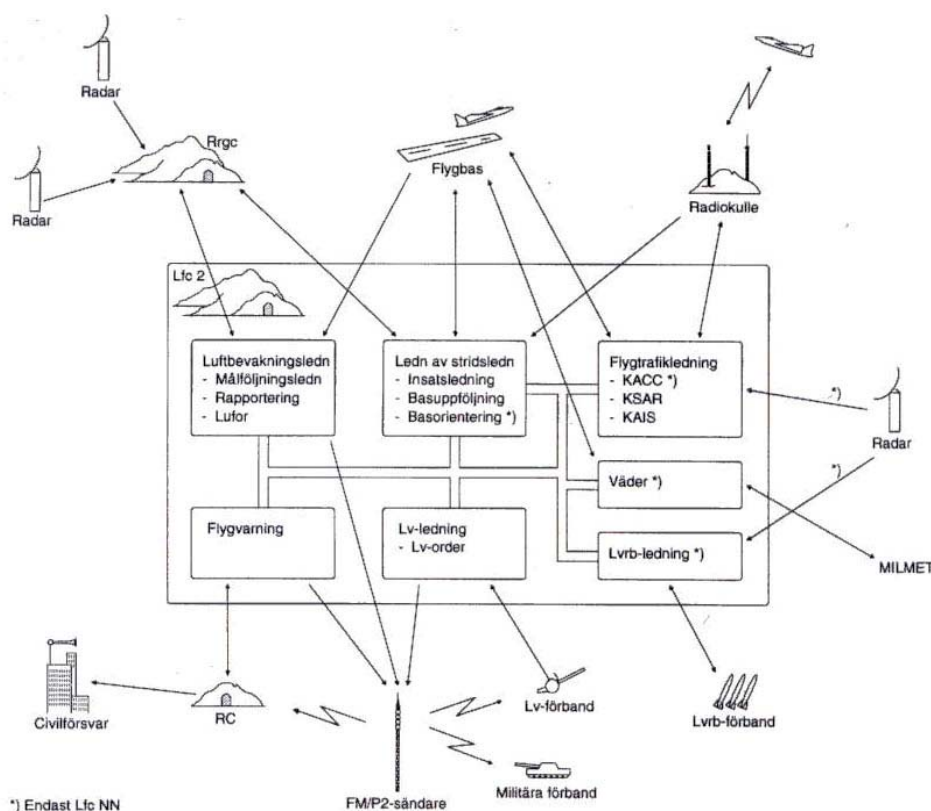 Radar
Rrgc
Radar
Flygbas
Radiokulle
Lfc 2
Luftbevakningsledn
- Målföljningsledn
- Rapportering
- Lufor
Ledn av stridsledn
- Insatsledning
- Basuppföljning
- Basorientering *)
Flygtrafikledning
- KACC *)
- KSAR
- KAIS
*)
Radar
*)
Väder *)
Flygvarning
Lv-ledning
- Lv-order
Lvrb-ledning *)
MILMET
Civilförsvar
RC
Lv-förband
Lvrb-förband
Militära förband
FM/P2-sändare
*) Endast Lfc NN